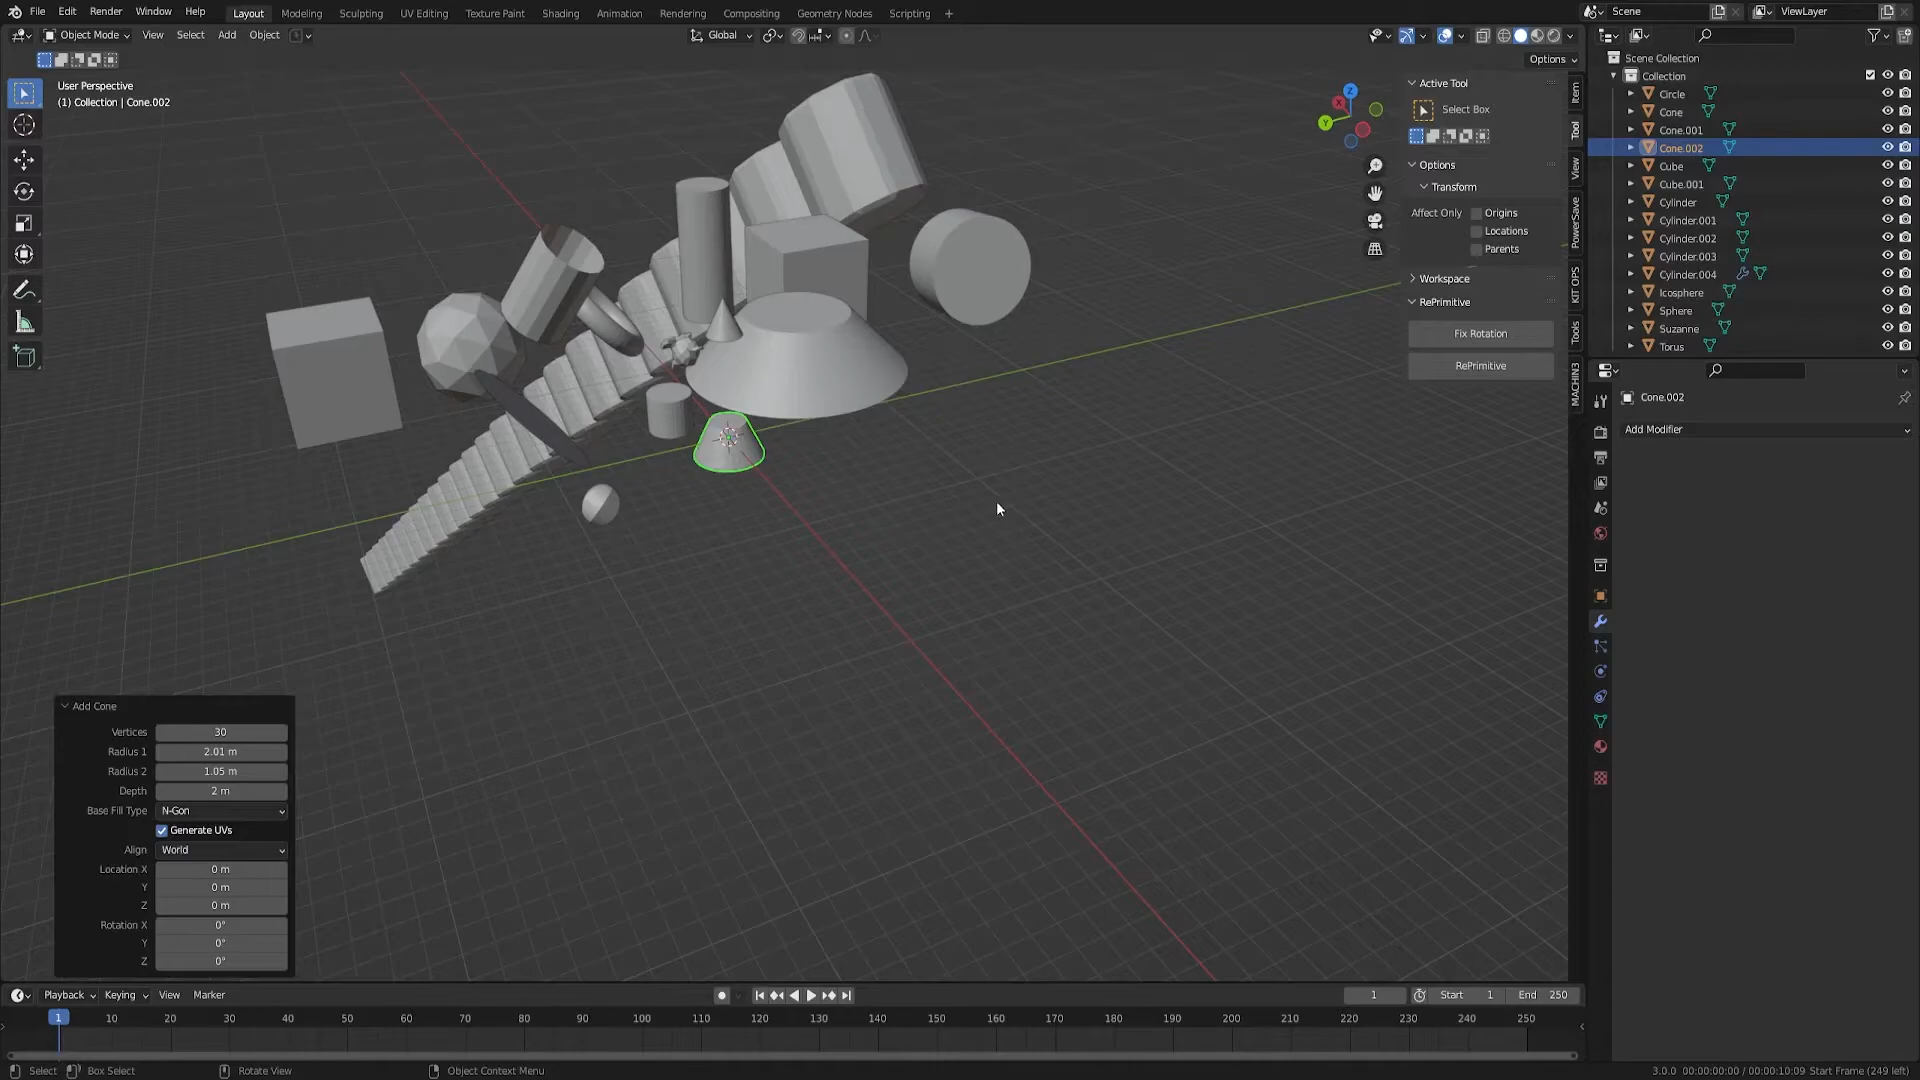 File Edit Render Window Help Layout Modeling Sculpting UV Editing Texture Paint Shading Animation Rendering Compositing Geometry Nodes Scripting + Scene ViewLayer
Object Mode View Select Add Object Global
Options
User Perspective
(1) Collection | Cone.002
Active Tool
Select Box
Options
Transform
Affect Only Origins
Locations
Parents
Workspace
RePrimitive
Fix Rotation
RePrimitive
Item
Tool
View
PowerSave
KIT OPS
Tools
MACHIN3
X
Y
Z
Scene Collection
Collection
Circle
Cone
Cone.001
Cone.002
Cube
Cube.001
Cylinder
Cylinder.001
Cylinder.002
Cylinder.003
Cylinder.004
Icosphere
Sphere
Suzanne
Torus
Cone.002
Add Modifier
Add Cone
Vertices 30
Radius 1 2.01 m
Radius 2 1.05 m
Depth 2 m
Base Fill Type N-Gon
Generate UVs
Align World
Location X 0 m
Y 0 m
Z 0 m
Rotation X 0°
Y 0°
Z 0°
Playback Keying View Marker 1 Start 1 End 250
1 10 20 30 40 50 60 70 80 90 100 110 120 130 140 150 160 170 180 190 200 210 220 230 240 250
Select Box Select Rotate View Object Context Menu 3.0.0 00:00:00:00 / 00:00:10:09 Start Frame (249 left)